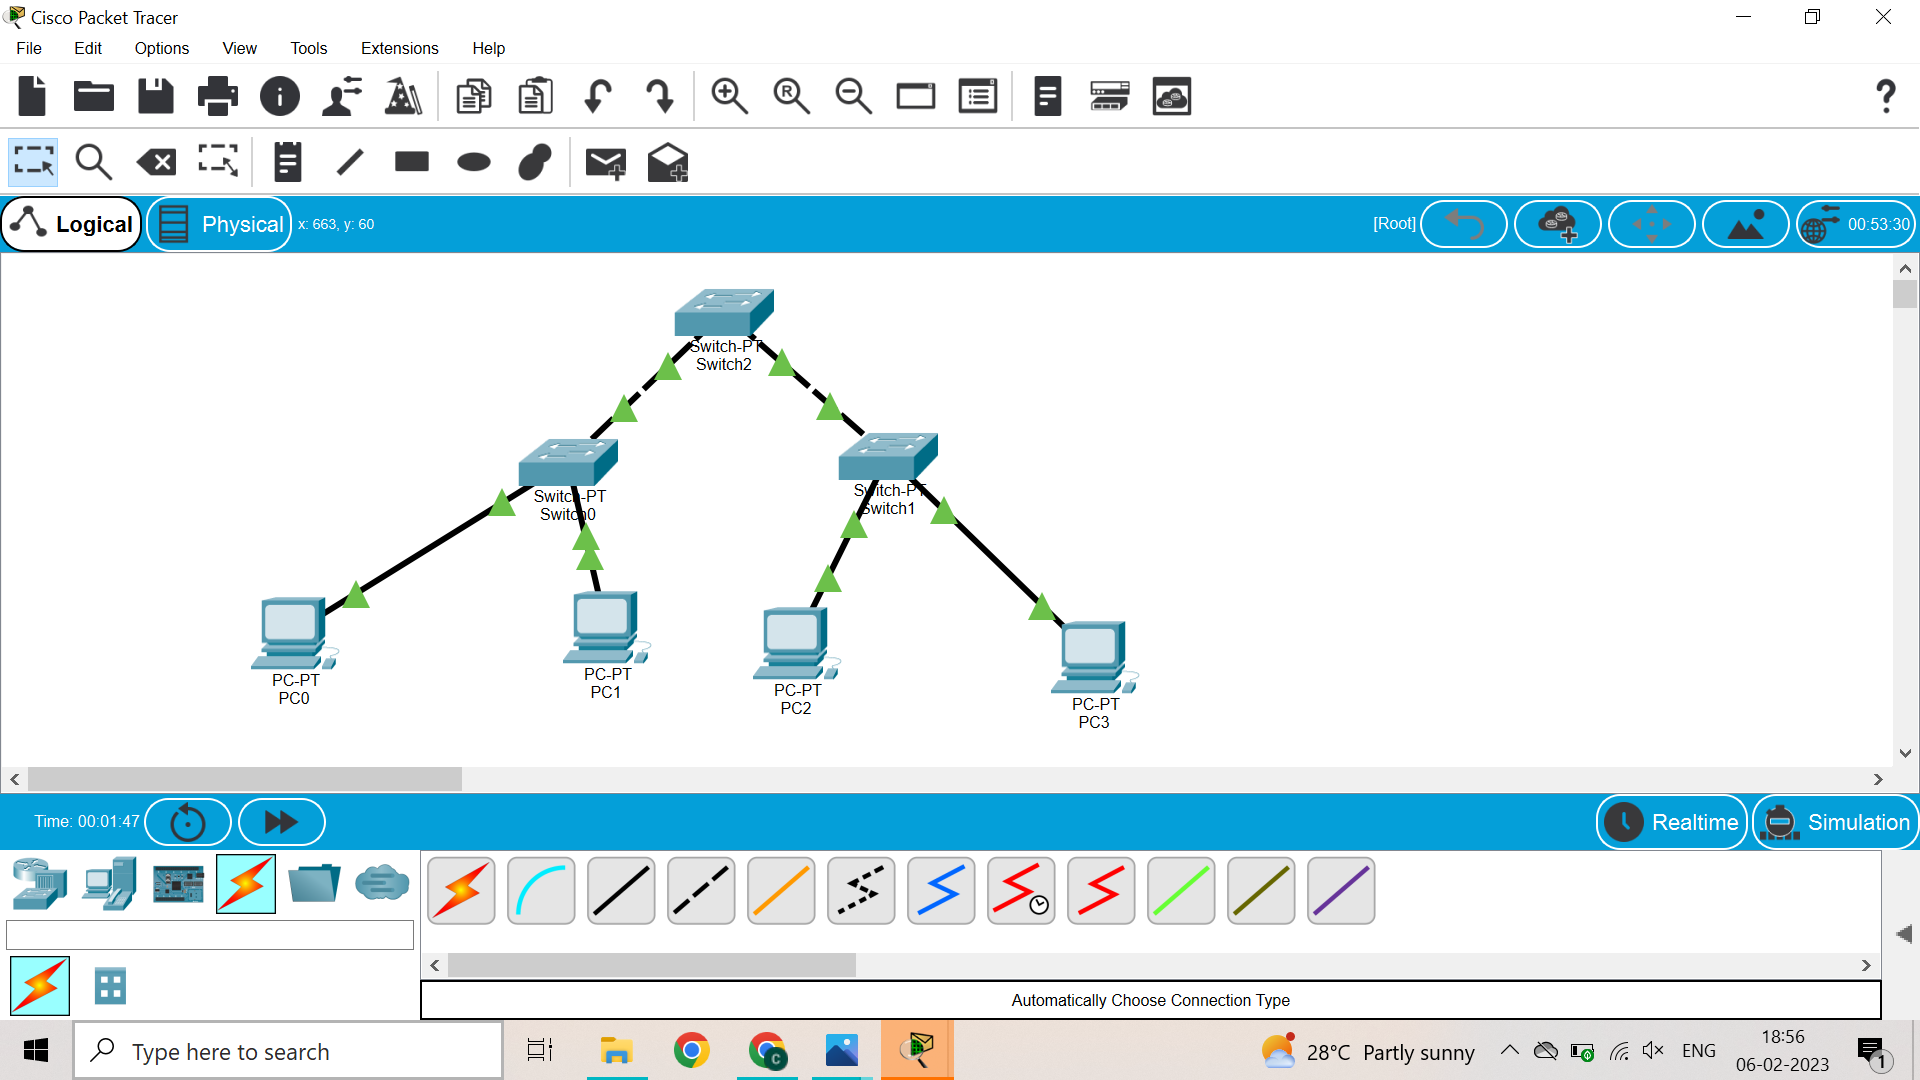 Cisco Packet Tracer
File Edit Options View Tools Extensions Help
Logical Physical x: 663, y: 60 [Root] 00:53:30
Switch-PT
Switch2
Switch-PT
Switch0
Switch-PT
Switch1
PC-PT
PC0
PC-PT
PC1
PC-PT
PC2
PC-PT
PC3
Time: 00:01:47 Realtime Simulation
Automatically Choose Connection Type
Type here to search
28°C Partly sunny
ENG
18:56
06-02-2023
1